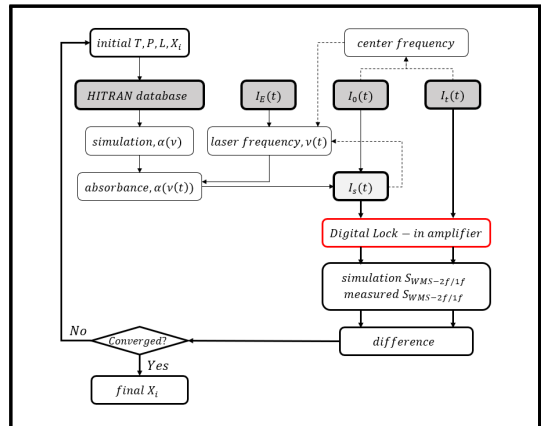 initial T, P, L, X_i
center frequency
HITRAN database
I_E(t)
I_0(t)
I_t(t)
simulation, α(v)
laser frequency, v(t)
absorbance, α(v(t))
I_s(t)
Digital Lock − in amplifier
simulation S_WMS−2f/1f
measured S_WMS−2f/1f
No
Converged?
difference
Yes
final X_i